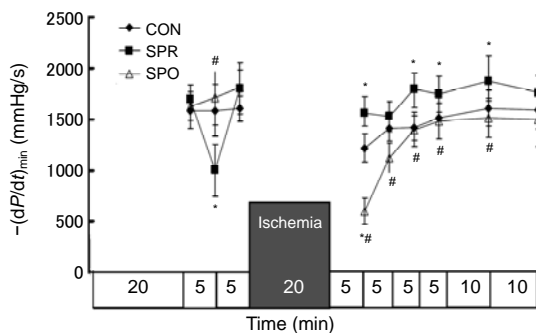 −(dP/dt)min (mmHg/s)
2500
2000
1500
1000
500
0
CON
SPR
SPO
#
*
Ischemia
* * * *
# # # #
*#
20 5 5 20 5 5 5 5 10 10
Time (min)